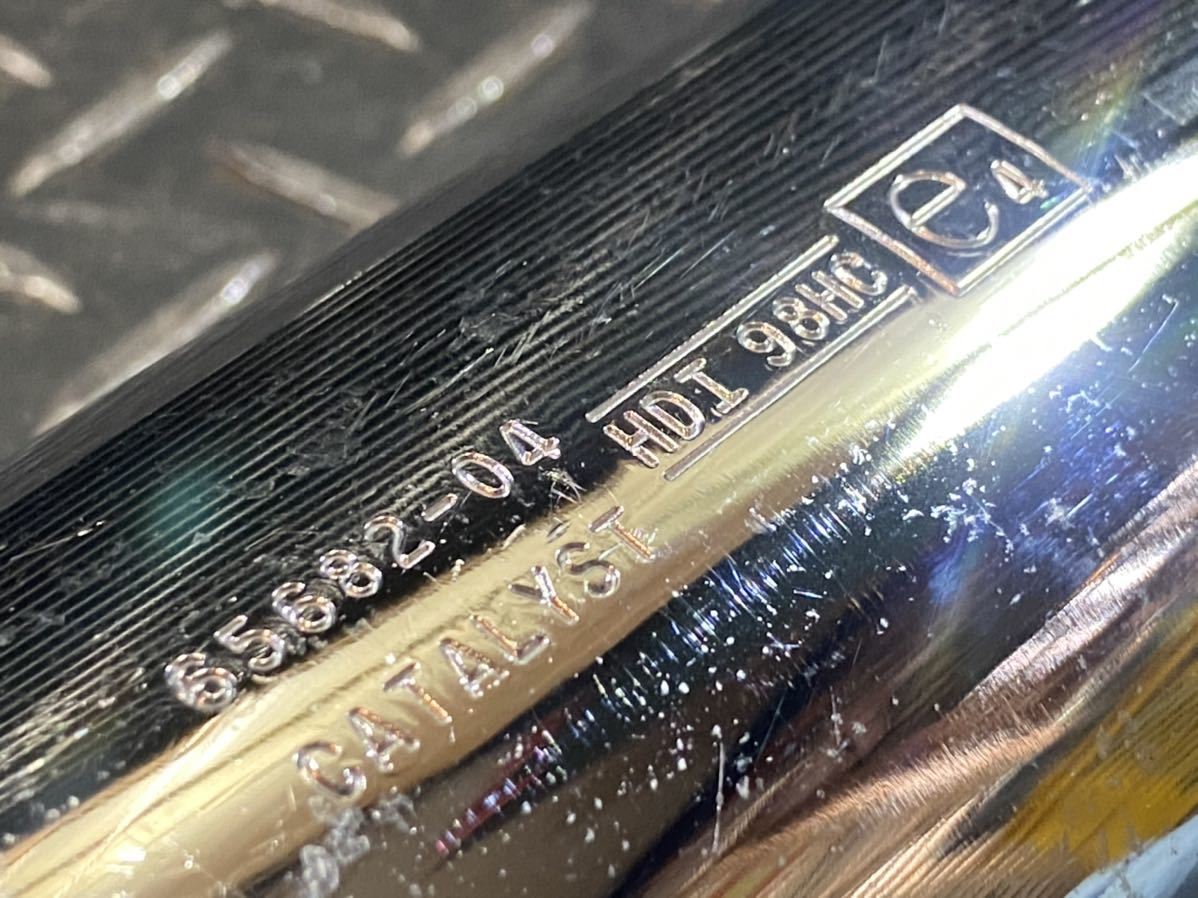 e4
HDI 98HC
65682-04
CATALYST